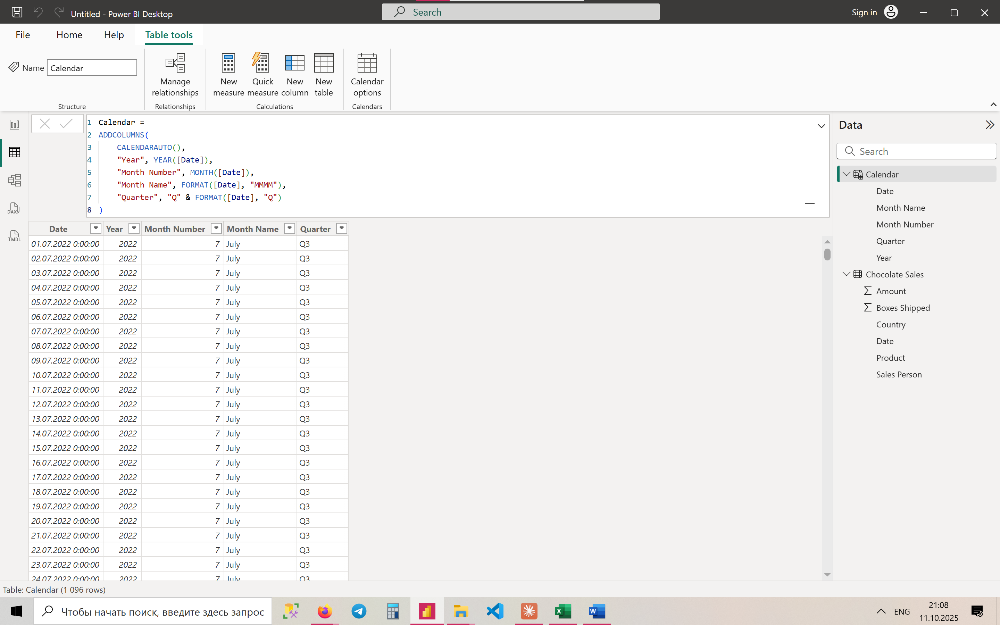 Untitled - Power BI Desktop
Search
Sign in
File
Home
Help
Table tools
Name
Calendar
Manage
relationships
New
measure
Quick
measure
New
column
New
table
Calendar
options
Structure
Relationships
Calculations
Calendars
1 Calendar =
2 ADDCOLUMNS(
3 CALENDARAUTO(),
4 "Year", YEAR([Date]),
5 "Month Number", MONTH([Date]),
6 "Month Name", FORMAT([Date], "MMMM"),
7 "Quarter", "Q" & FORMAT([Date], "Q")
8 )
DAX
TMDL
Date Year Month Number Month Name Quarter
01.07.2022 0:00:00 2022 7 July Q3
02.07.2022 0:00:00 2022 7 July Q3
03.07.2022 0:00:00 2022 7 July Q3
04.07.2022 0:00:00 2022 7 July Q3
05.07.2022 0:00:00 2022 7 July Q3
06.07.2022 0:00:00 2022 7 July Q3
07.07.2022 0:00:00 2022 7 July Q3
08.07.2022 0:00:00 2022 7 July Q3
09.07.2022 0:00:00 2022 7 July Q3
10.07.2022 0:00:00 2022 7 July Q3
11.07.2022 0:00:00 2022 7 July Q3
12.07.2022 0:00:00 2022 7 July Q3
13.07.2022 0:00:00 2022 7 July Q3
14.07.2022 0:00:00 2022 7 July Q3
15.07.2022 0:00:00 2022 7 July Q3
16.07.2022 0:00:00 2022 7 July Q3
17.07.2022 0:00:00 2022 7 July Q3
18.07.2022 0:00:00 2022 7 July Q3
19.07.2022 0:00:00 2022 7 July Q3
20.07.2022 0:00:00 2022 7 July Q3
21.07.2022 0:00:00 2022 7 July Q3
22.07.2022 0:00:00 2022 7 July Q3
23.07.2022 0:00:00 2022 7 July Q3
24.07.2022 0:00:00 2022 7 July Q3
Data
Search
Calendar
Date
Month Name
Month Number
Quarter
Year
Chocolate Sales
Amount
Boxes Shipped
Country
Date
Product
Sales Person
Table: Calendar (1 096 rows)
Чтобы начать поиск, введите здесь запрос
X
W
ENG
21:08
11.10.2025